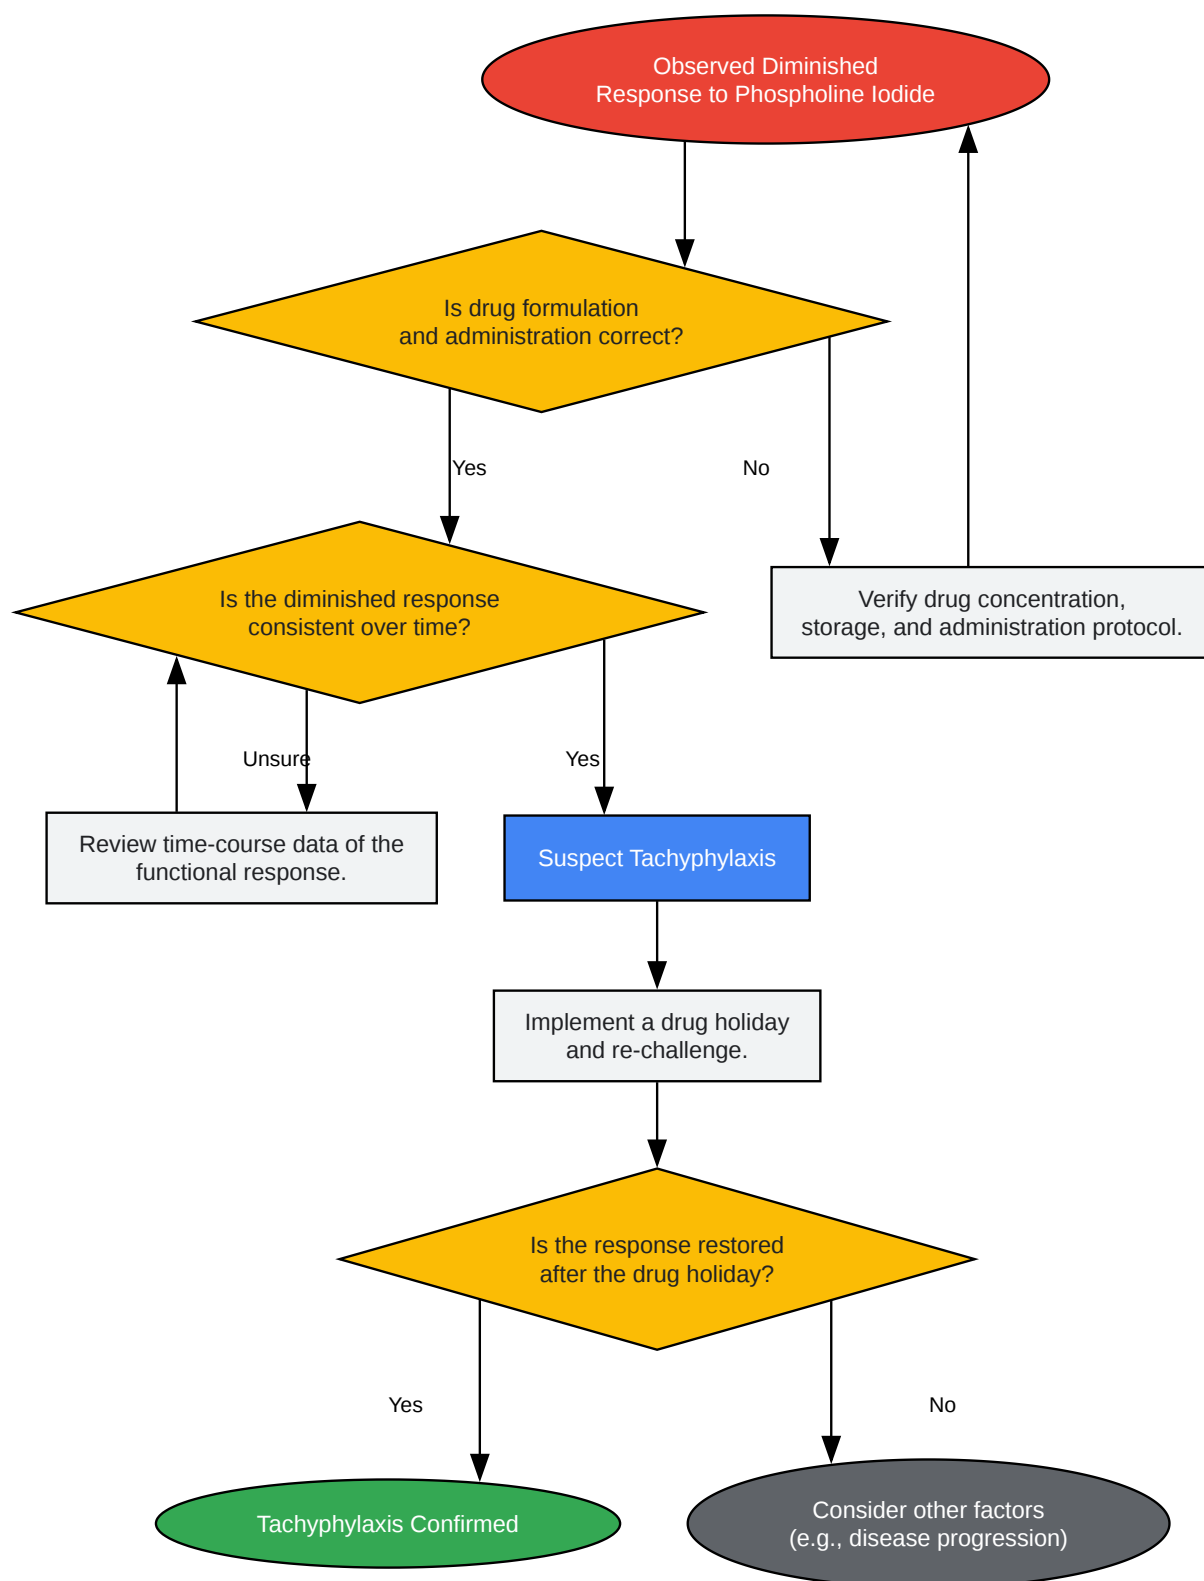 Observed Diminished
Response to Phospholine Iodide
Is drug formulation
and administration correct?
Yes
No
Is the diminished response
consistent over time?
Verify drug concentration,
storage, and administration protocol.
Unsure
Yes
Review time-course data of the
functional response.
Suspect Tachyphylaxis
Implement a drug holiday
and re-challenge.
Is the response restored
after the drug holiday?
Yes
No
Tachyphylaxis Confirmed
Consider other factors
(e.g., disease progression)